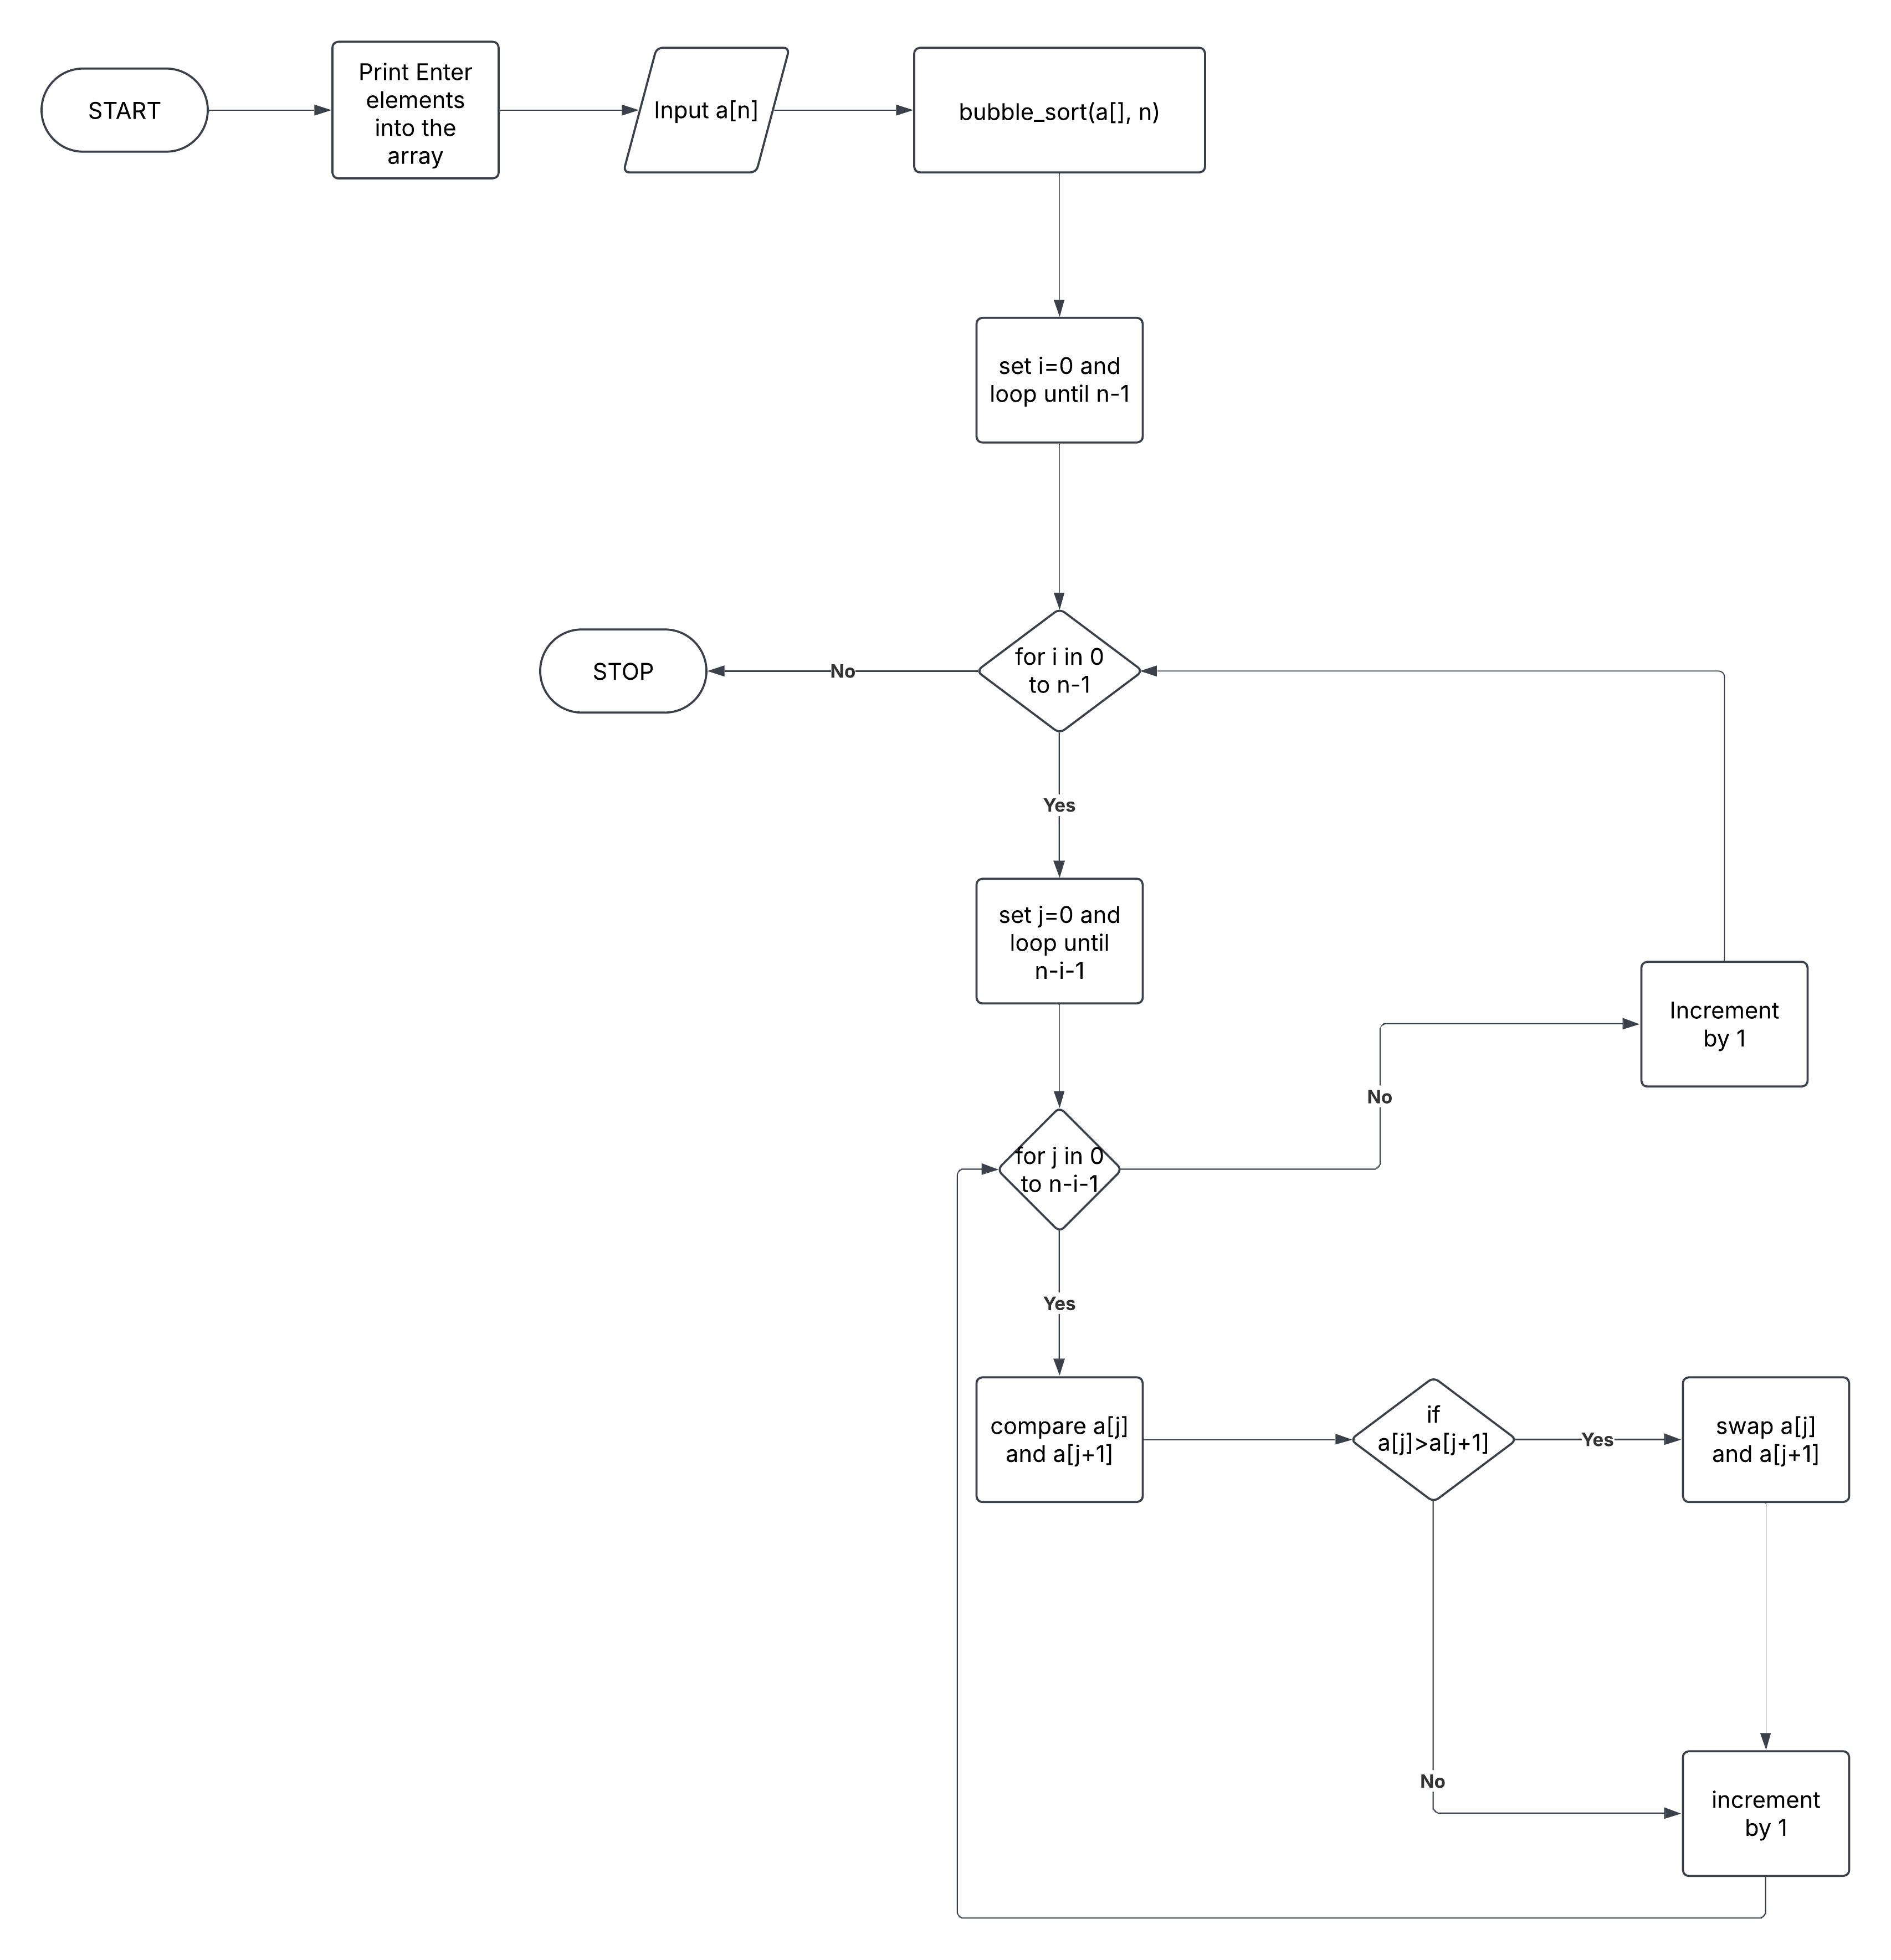 START
Print Enter
elements
into the
array
Input a[n]
bubble_sort(a[], n)
set i=0 and
loop until n-1
for i in 0
to n-1
No
STOP
Yes
set j=0 and
loop until
n-i-1
Increment
by 1
No
for j in 0
to n-i-1
Yes
compare a[j]
and a[j+1]
if
a[j]>a[j+1]
Yes
swap a[j]
and a[j+1]
No
increment
by 1